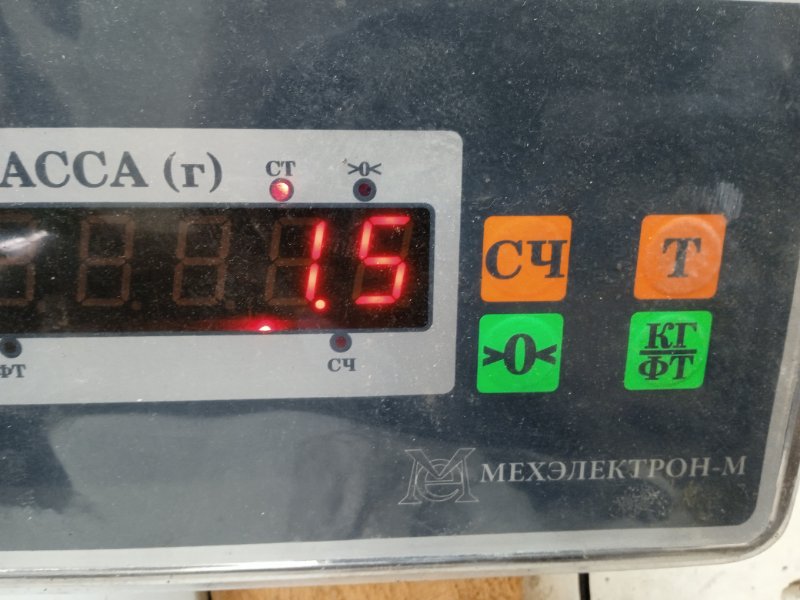 АССА (г)
СТ
>0<
1.5
СЧ
Т
>0<
КГ
ФТ
ФТ
СЧ
МЕХЭЛЕКТРОН-М